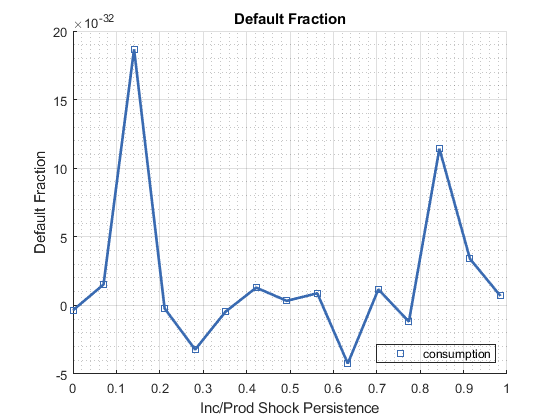 Default Fraction
×10^-32
20
15
10
5
0
-5
Default Fraction
0 0.1 0.2 0.3 0.4 0.5 0.6 0.7 0.8 0.9 1
Inc/Prod Shock Persistence
consumption